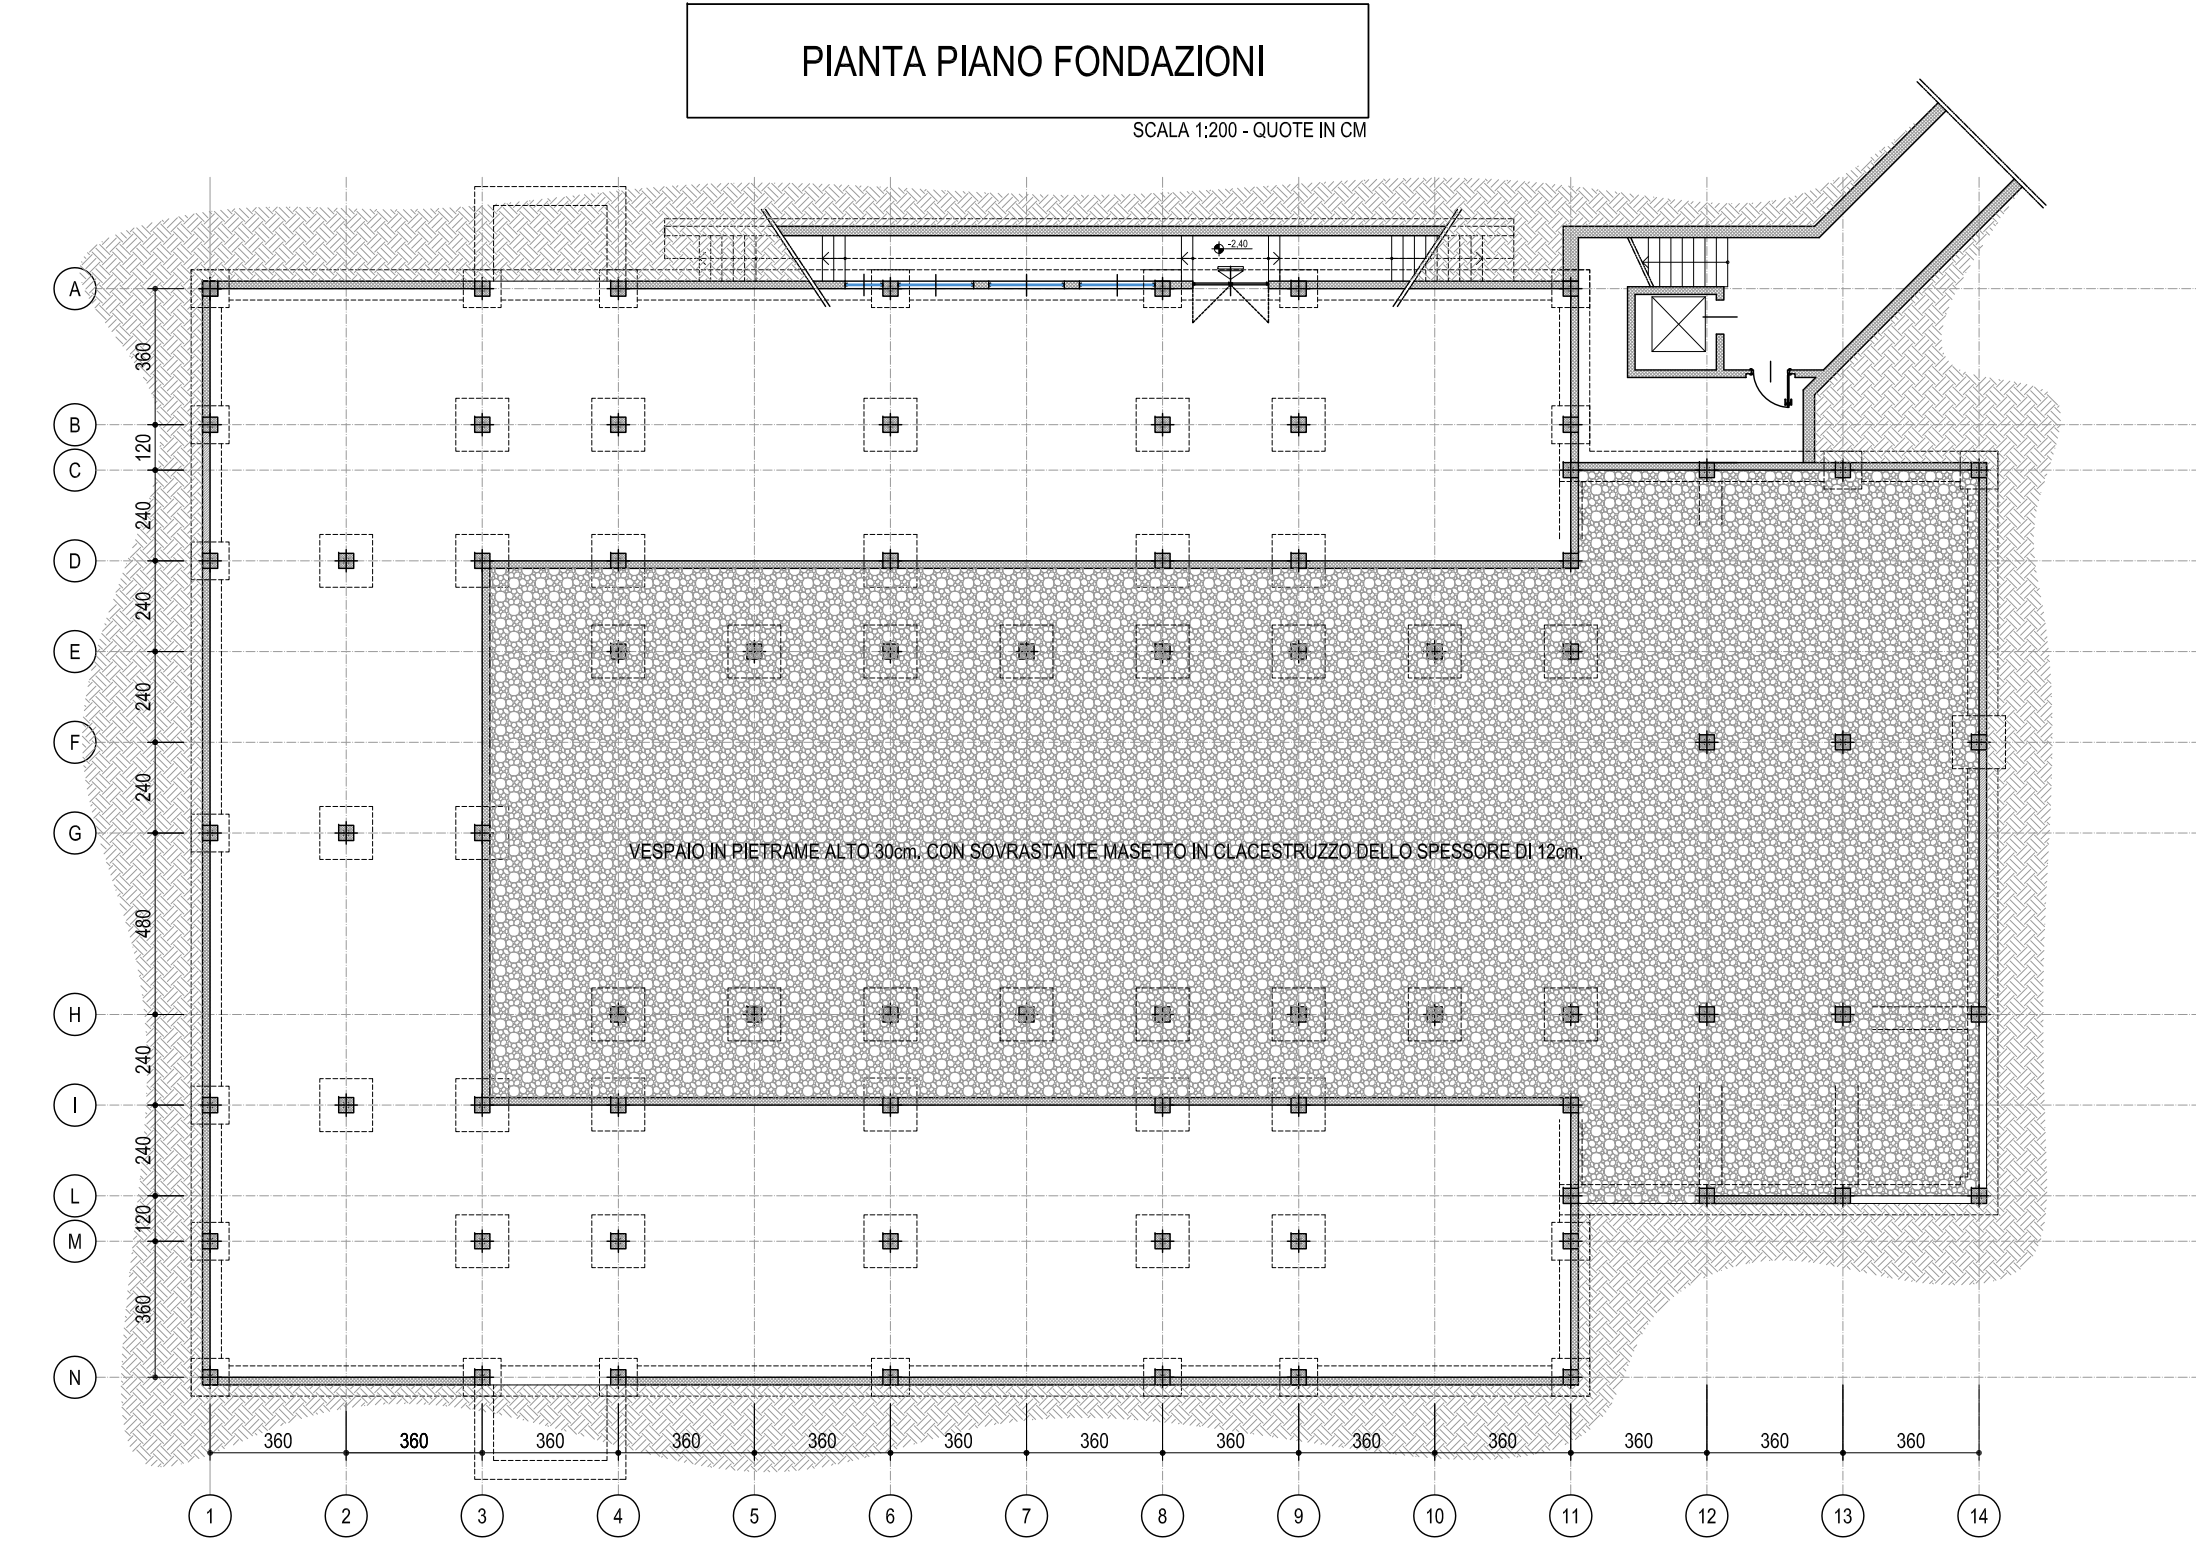 PIANTA PIANO FONDAZIONI
SCALA 1:200 - QUOTE IN CM
-2.40
A
360
B
120
C
240
D
240
E
240
F
240
G
VESPAIO IN PIETRAME ALTO 30cm. CON SOVRASTANTE MASETTO IN CLACESTRUZZO DELLO SPESSORE DI 12cm.
480
H
240
I
240
L
120
M
360
N
360 360 360 360 360 360 360 360 360 360 360 360 360
1 2 3 4 5 6 7 8 9 10 11 12 13 14